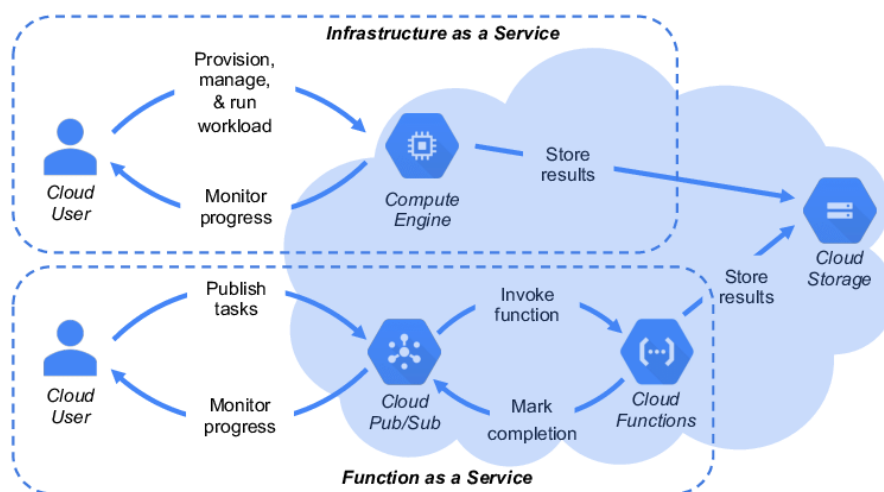 Infrastructure as a Service
Provision,
manage,
& run
workload
Cloud
User
Monitor
progress
Compute
Engine
Store
results
Cloud
Storage
Publish
tasks
Cloud
User
Monitor
progress
Cloud
Pub/Sub
Invoke
function
Mark
completion
Cloud
Functions
Store
results
Function as a Service